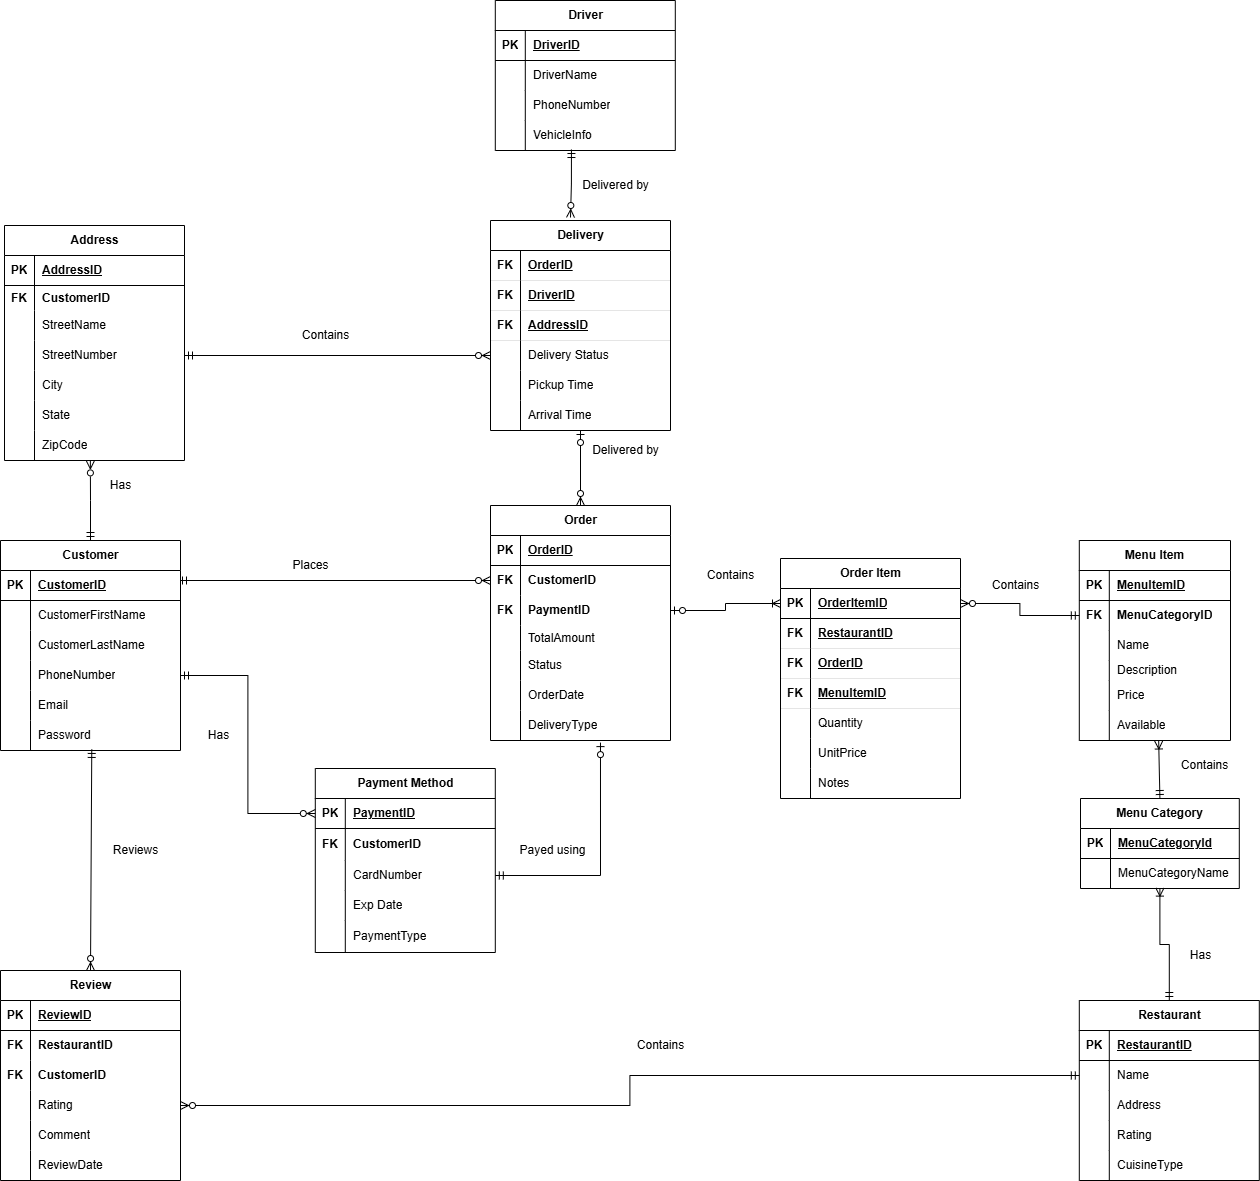 Driver
PK DriverID
DriverName
PhoneNumber
VehicleInfo
Delivered by
Address
PK AddressID
FK CustomerID
StreetName
StreetNumber
City
State
ZipCode
Contains
Delivery
FK OrderID
FK DriverID
FK AddressID
Delivery Status
Pickup Time
Arrival Time
Delivered by
Has
Customer
PK CustomerID
CustomerFirstName
CustomerLastName
PhoneNumber
Email
Password
Places
Order
PK OrderID
FK CustomerID
FK PaymentID
TotalAmount
Status
OrderDate
DeliveryType
Contains
Order Item
PK OrderItemID
FK RestaurantID
FK OrderID
FK MenuItemID
Quantity
UnitPrice
Notes
Contains
Menu Item
PK MenuItemID
FK MenuCategoryID
Name
Description
Price
Available
Contains
Has
Payment Method
PK PaymentID
FK CustomerID
CardNumber
Exp Date
PaymentType
Payed using
Menu Category
PK MenuCategoryId
MenuCategoryName
Has
Reviews
Review
PK ReviewID
FK RestaurantID
FK CustomerID
Rating
Comment
ReviewDate
Contains
Restaurant
PK RestaurantID
Name
Address
Rating
CuisineType